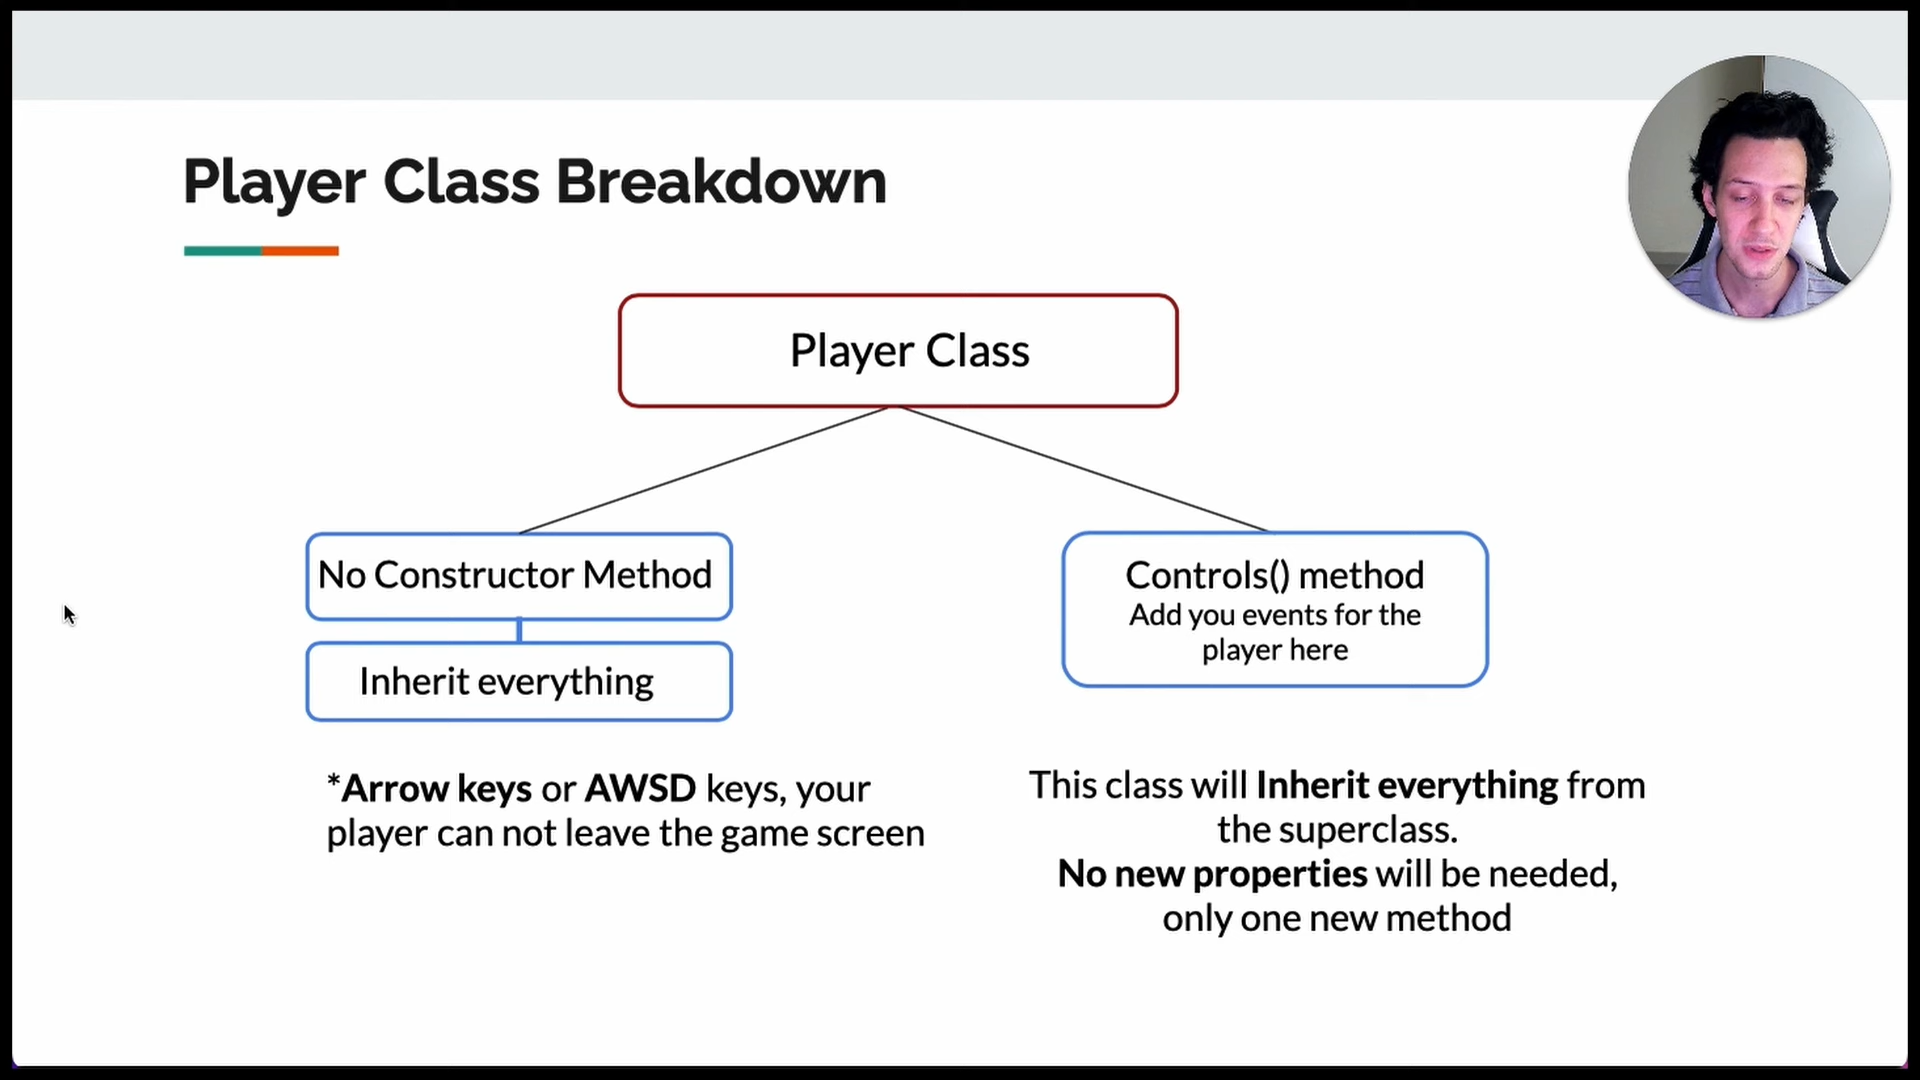 Player Class Breakdown
Player Class
No Constructor Method
Inherit everything
Controls() method
Add you events for the
player here
*Arrow keys or AWSD keys, your
player can not leave the game screen
This class will Inherit everything from
the superclass.
No new properties will be needed,
only one new method